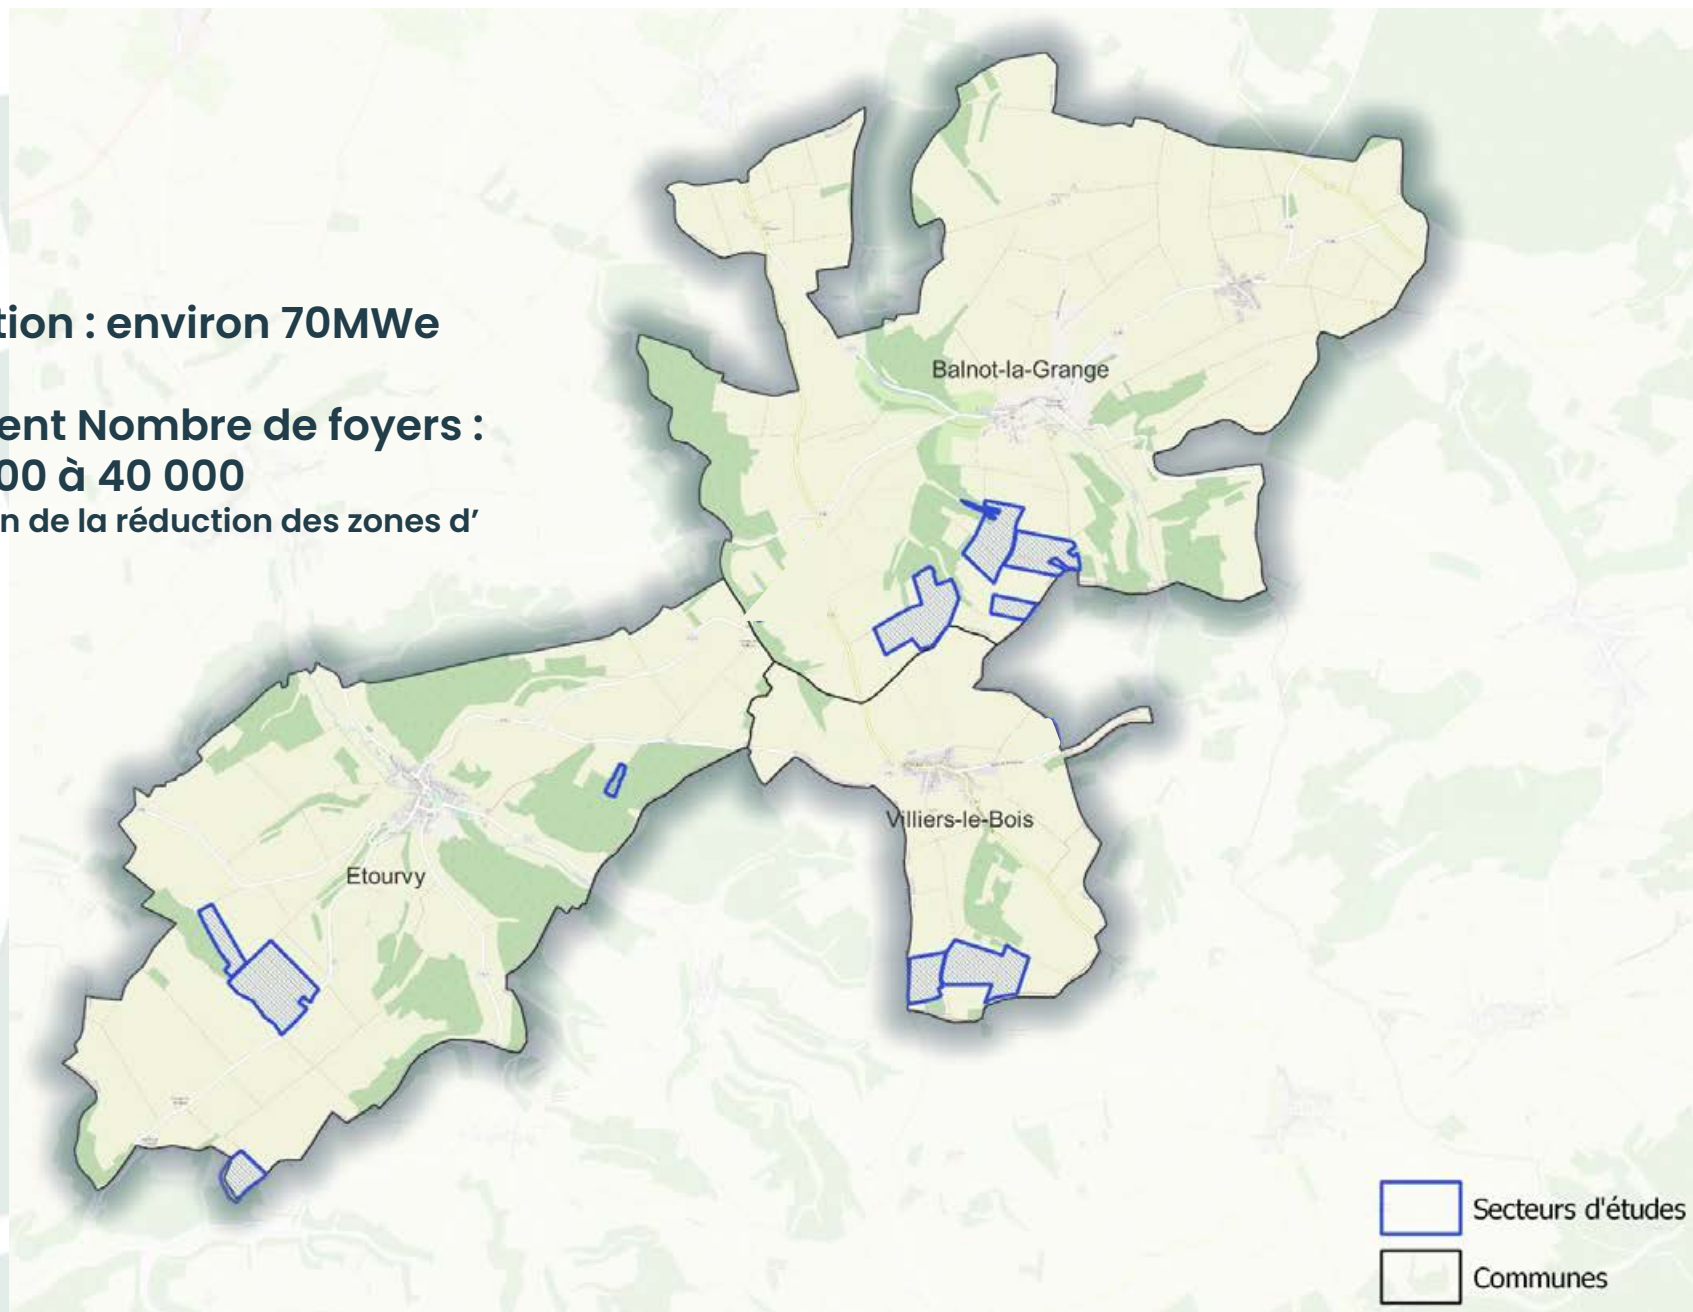 tion : environ 70MWe
ent Nombre de foyers :
00 à 40 000
n de la réduction des zones d’
Balnot-la-Grange
Villiers-le-Bois
Etourvy
Secteurs d'études
Communes